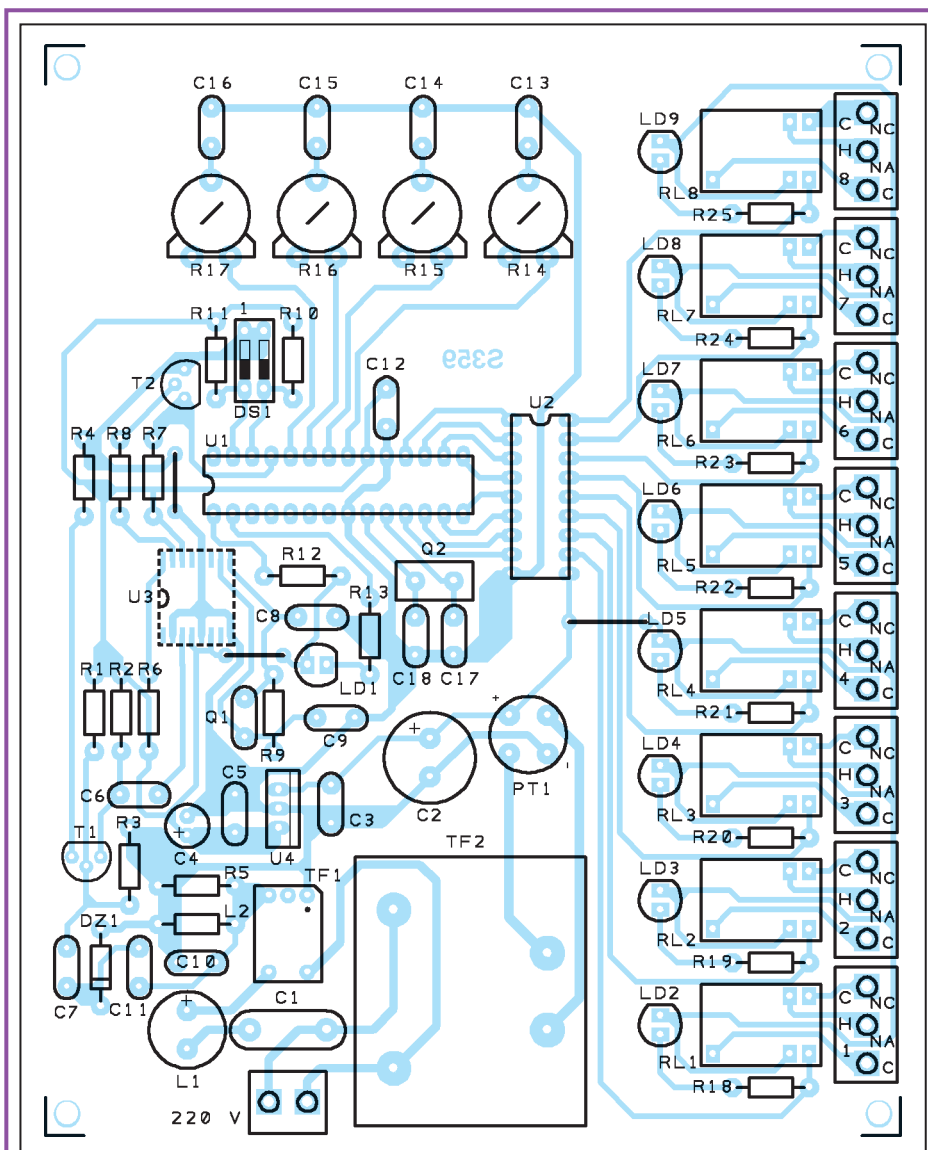 C16 C15 C14 C13
R17 R16 R15 R14
R11 1 R10
T2
DS1
C12
S359
U2
R4 R8 R7
U1
Q2
R12
R13
U3
C8
LD1
C18 C17
R1 R2 R6
Q1
R9
C9
+
C2
+
-
PT1
C6
C5
C3
T1
R3
+
C4
U4
R5
TF1
TF2
L2
DZ1
C10
C7
C11
+
L1
C1
220 V
LD9
RL8
R25
C NC
H NA
8 C
LD8
RL7
R24
C NC
H NA
7 C
LD7
RL6
R23
C NC
H NA
6 C
LD6
RL5
R22
C NC
H NA
5 C
LD5
RL4
R21
C NC
H NA
4 C
LD4
RL3
R20
C NC
H NA
3 C
LD3
RL2
R19
C NC
H NA
2 C
LD2
RL1
R18
C NC
H NA
1 C